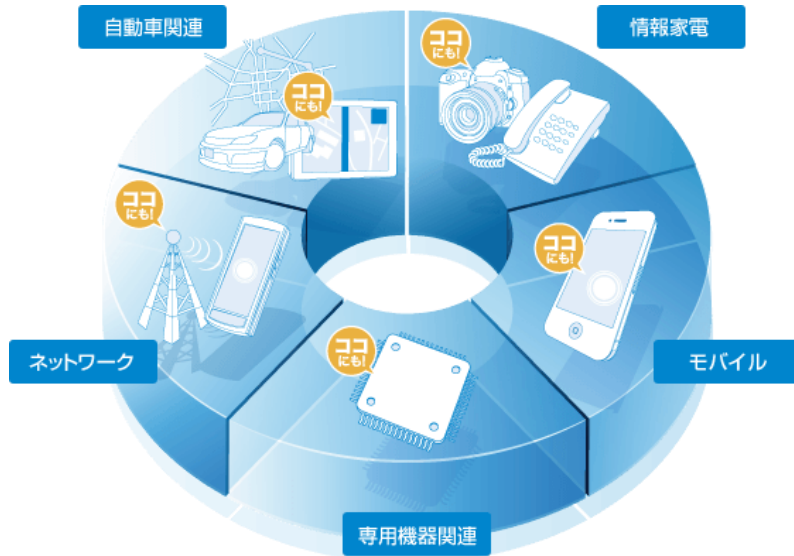 自動車関連
情報家電
ココ
にも!
ココ
にも!
ココ
にも!
ココ
にも!
ネットワーク
ココ
にも!
モバイル
専用機器関連